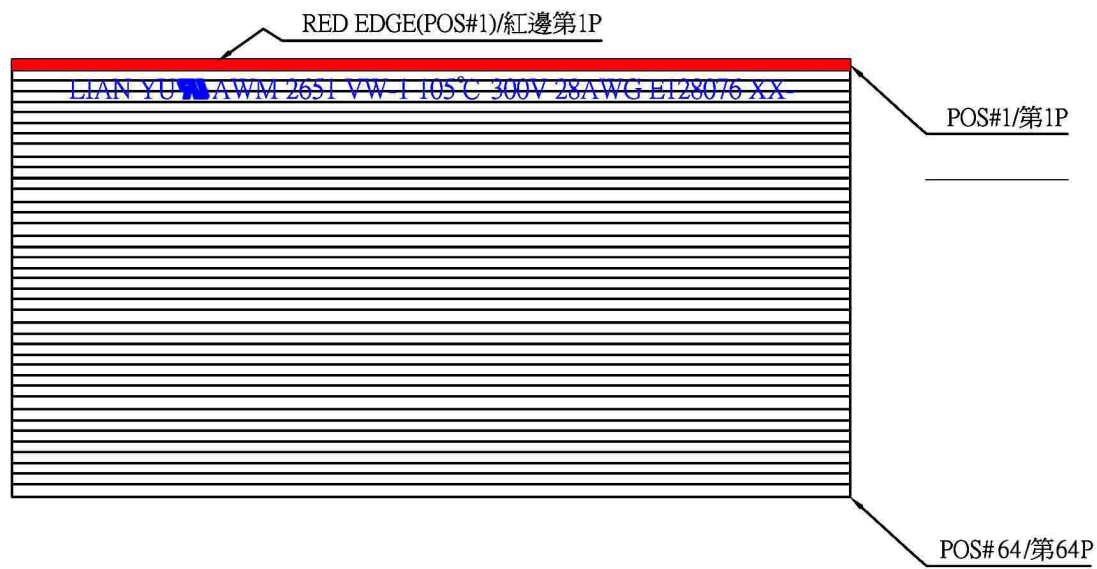 RED EDGE(POS#1)/紅邊第1P
LIAN YU AWM 2651 VW-1 105℃ 300V 28AWG E128076 XX-
POS#1/第1P
POS#64/第64P